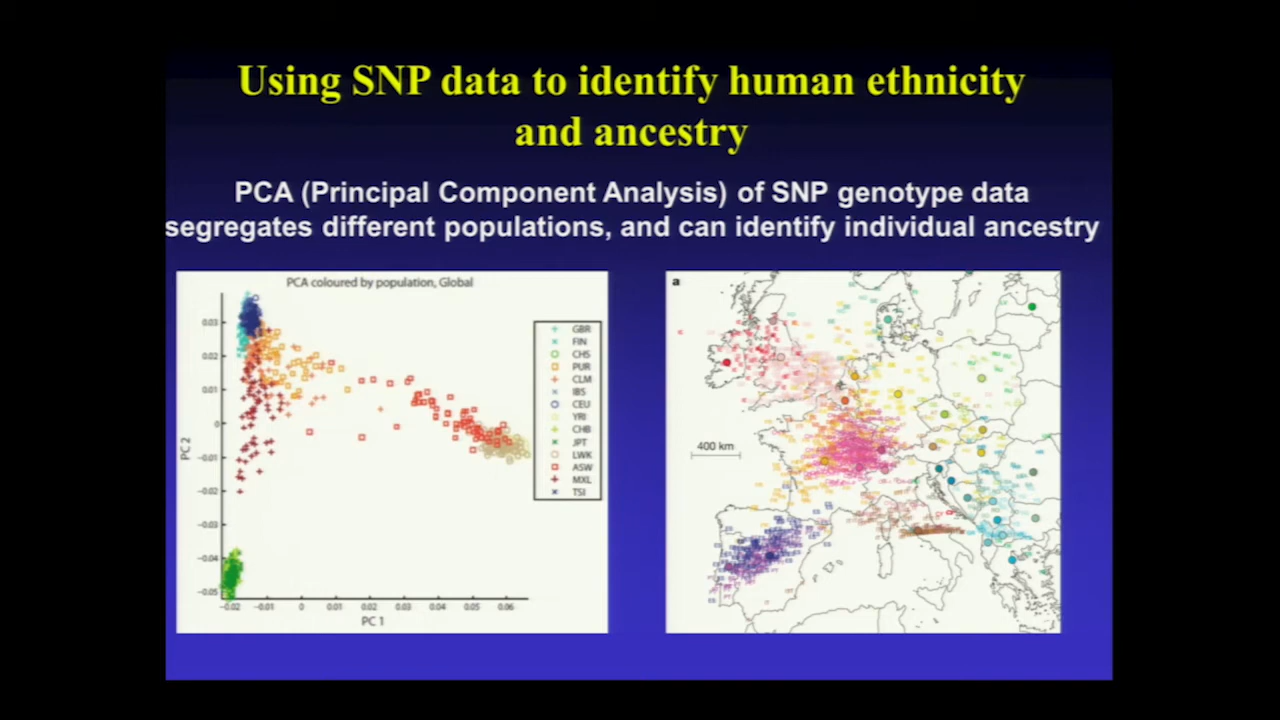 Using SNP data to identify human ethnicity
and ancestry
PCA (Principal Component Analysis) of SNP genotype data
segregates different populations, and can identify individual ancestry
PCA coloured by population, Global
0.03
0.02
0.01
0
−0.01
−0.02
−0.03
−0.04
−0.05
PC 2
−0.02
−0.01
0
0.01
0.02
0.03
0.04
0.05
0.06
PC 1
GBR
FIN
CHS
PUR
CLM
IBS
CEU
YRI
CHB
JPT
LWK
ASW
MXL
TSI
a
400 km